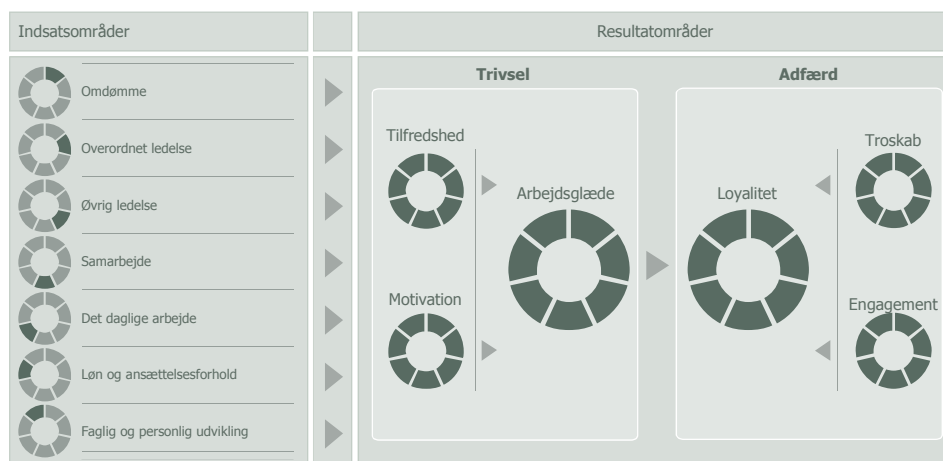 Indsatsområder
Resultatområder
Omdømme
Overordnet ledelse
Øvrig ledelse
Samarbejde
Det daglige arbejde
Løn og ansættelsesforhold
Faglig og personlig udvikling
Trivsel
Tilfredshed
Arbejdsglæde
Motivation
Adfærd
Troskab
Loyalitet
Engagement